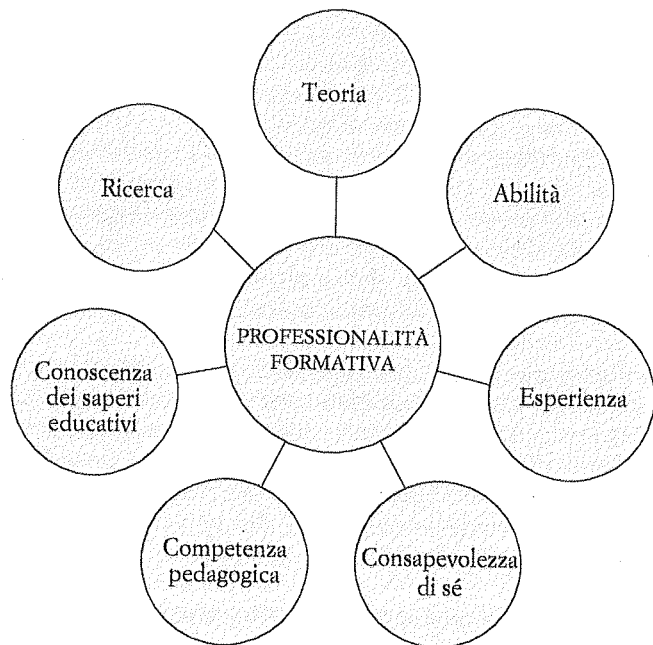 Teoria
Ricerca
Abilità
PROFESSIONALITÀ
FORMATIVA
Conoscenza
dei saperi
educativi
Esperienza
Competenza
pedagogica
Consapevolezza
di sé